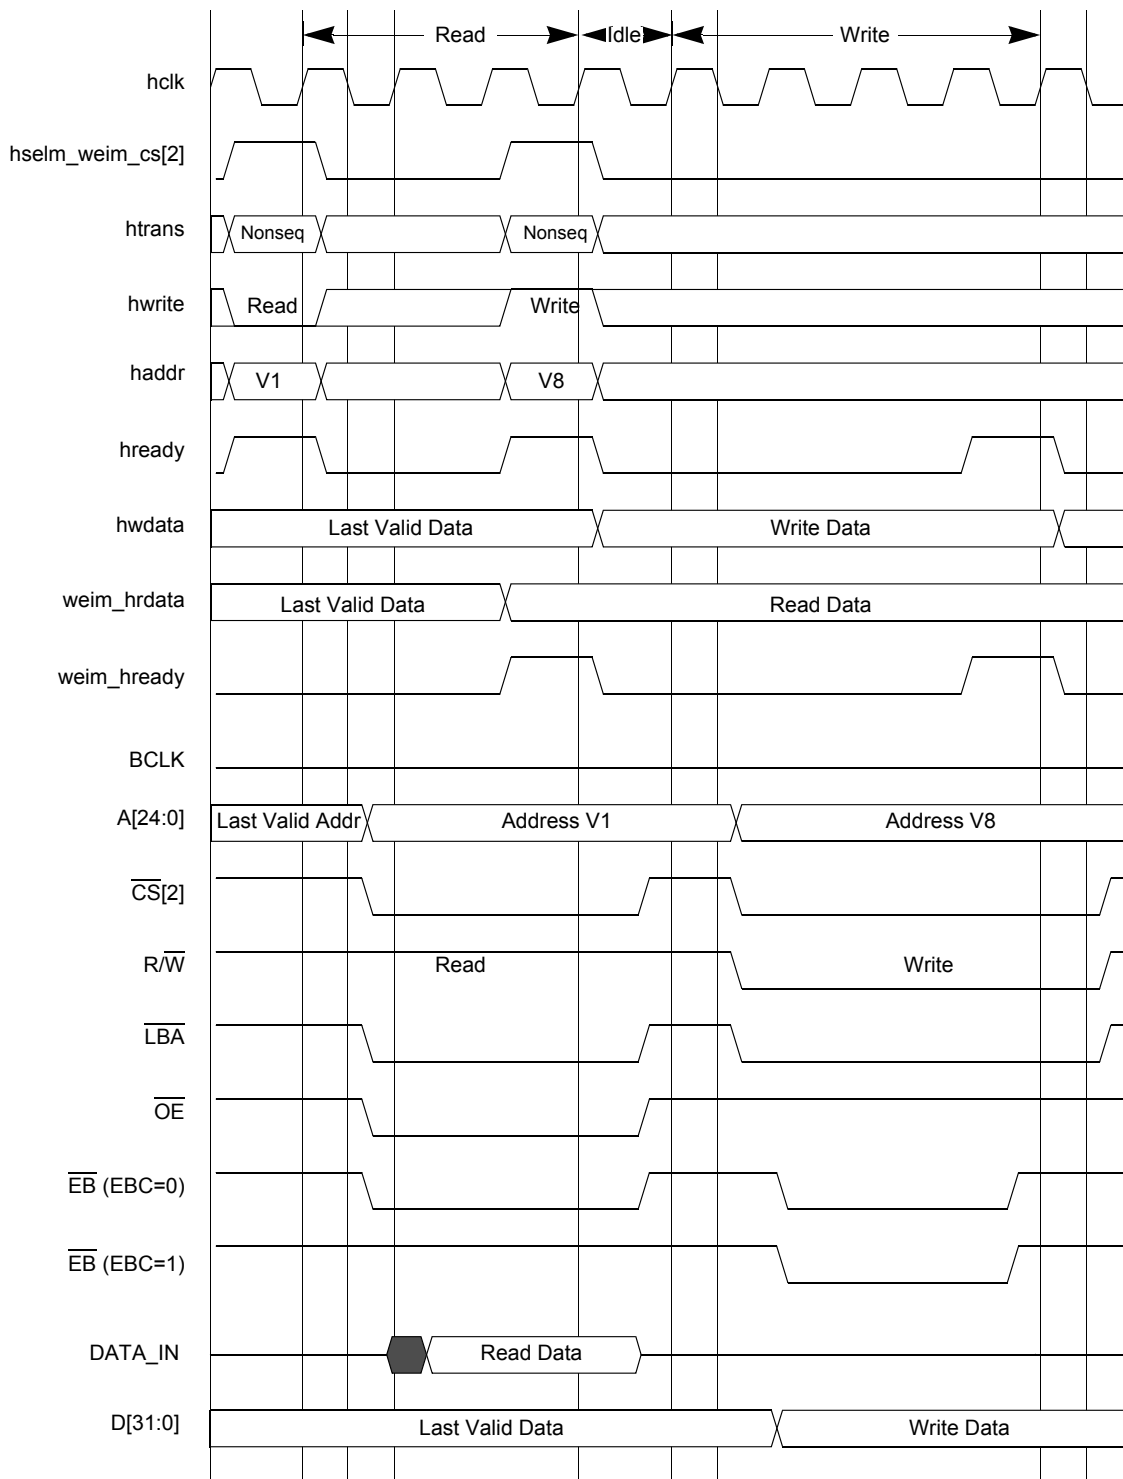 Read Idle Write
hclk
hselm_weim_cs[2]
htrans Nonseq Nonseq
hwrite Read Write
haddr V1 V8
hready
hwdata Last Valid Data Write Data
weim_hrdata Last Valid Data Read Data
weim_hready
BCLK
A[24:0] Last Valid Addr Address V1 Address V8
CS[2]
R/W Read Write
LBA
OE
EB (EBC=0)
EB (EBC=1)
DATA_IN Read Data
D[31:0] Last Valid Data Write Data